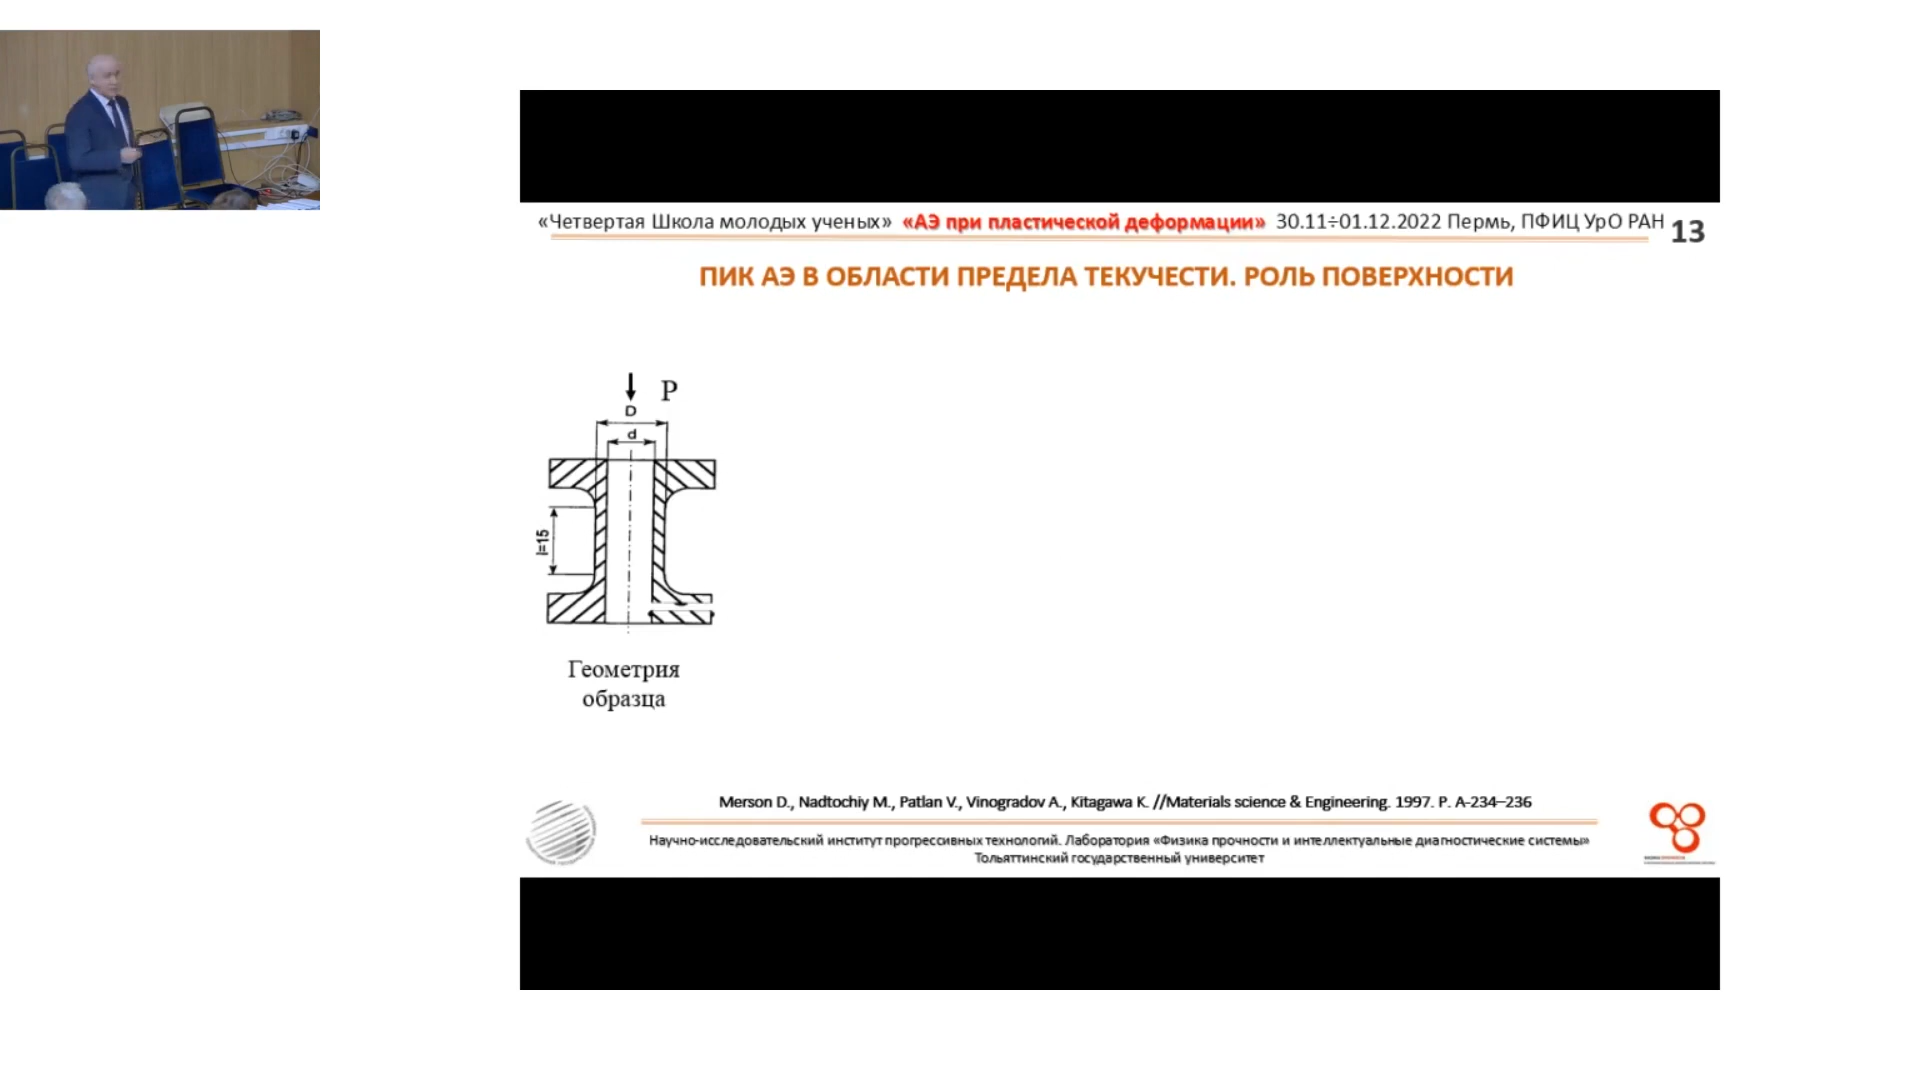 «Четвертая Школа молодых ученых» «АЭ при пластической деформации» 30.11÷01.12.2022 Пермь, ПФИЦ УрО РАН 13
ПИК АЭ В ОБЛАСТИ ПРЕДЕЛА ТЕКУЧЕСТИ. РОЛЬ ПОВЕРХНОСТИ
P
D
d
l=15
Геометрия
образца
Merson D., Nadtochiy M., Patlan V., Vinogradov A., Kitagawa K. //Materials science & Engineering. 1997. P. A-234–236
Научно-исследовательский институт прогрессивных технологий. Лаборатория «Физика прочности и интеллектуальные диагностические системы»
Тольяттинский государственный университет